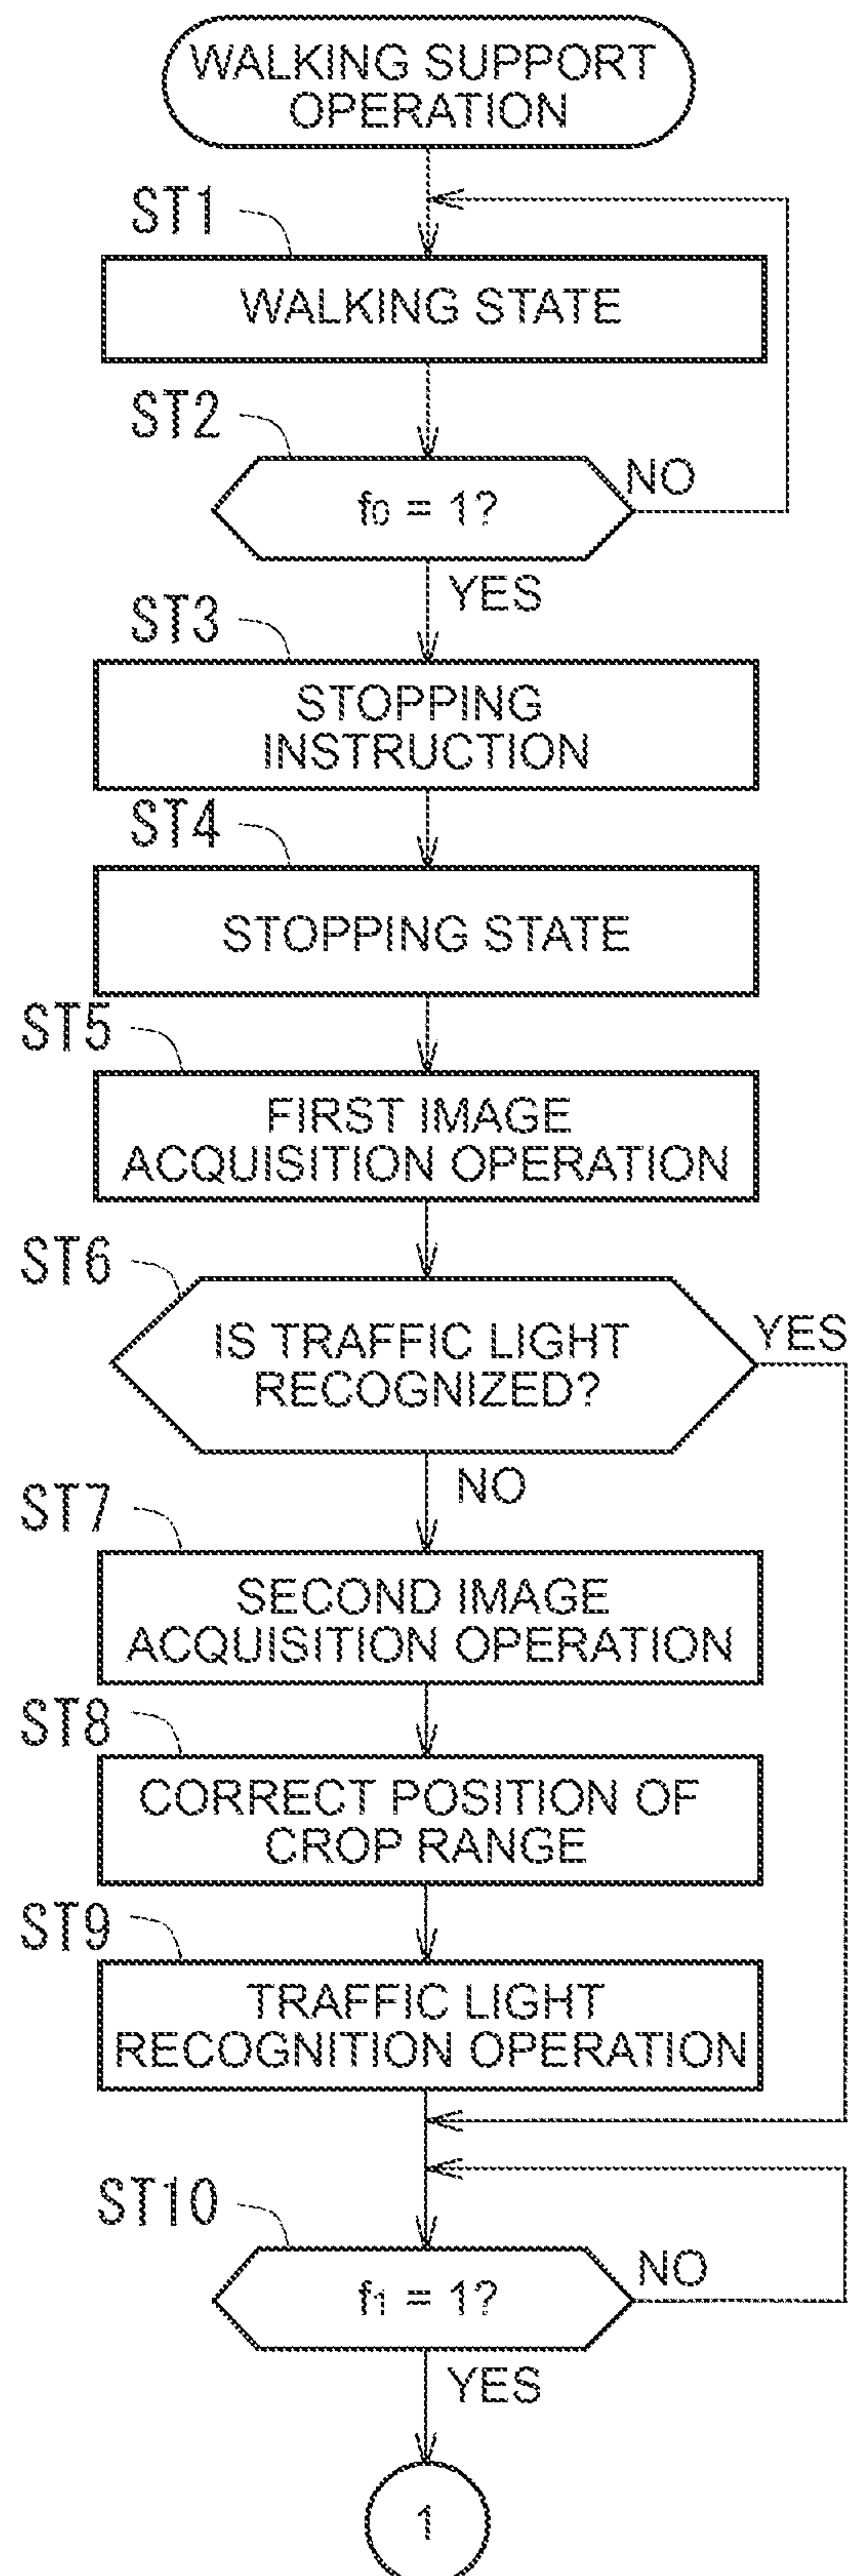 WALKING SUPPORT
OPERATION
ST1
WALKING STATE
ST2
f0 = 1?
NO
YES
ST3
STOPPING
INSTRUCTION
ST4
STOPPING STATE
ST5
FIRST IMAGE
ACQUISITION OPERATION
ST6
IS TRAFFIC LIGHT
RECOGNIZED?
YES
NO
ST7
SECOND IMAGE
ACQUISITION OPERATION
ST8
CORRECT POSITION OF
CROP RANGE
ST9
TRAFFIC LIGHT
RECOGNITION OPERATION
ST10
f1 = 1?
NO
YES
1